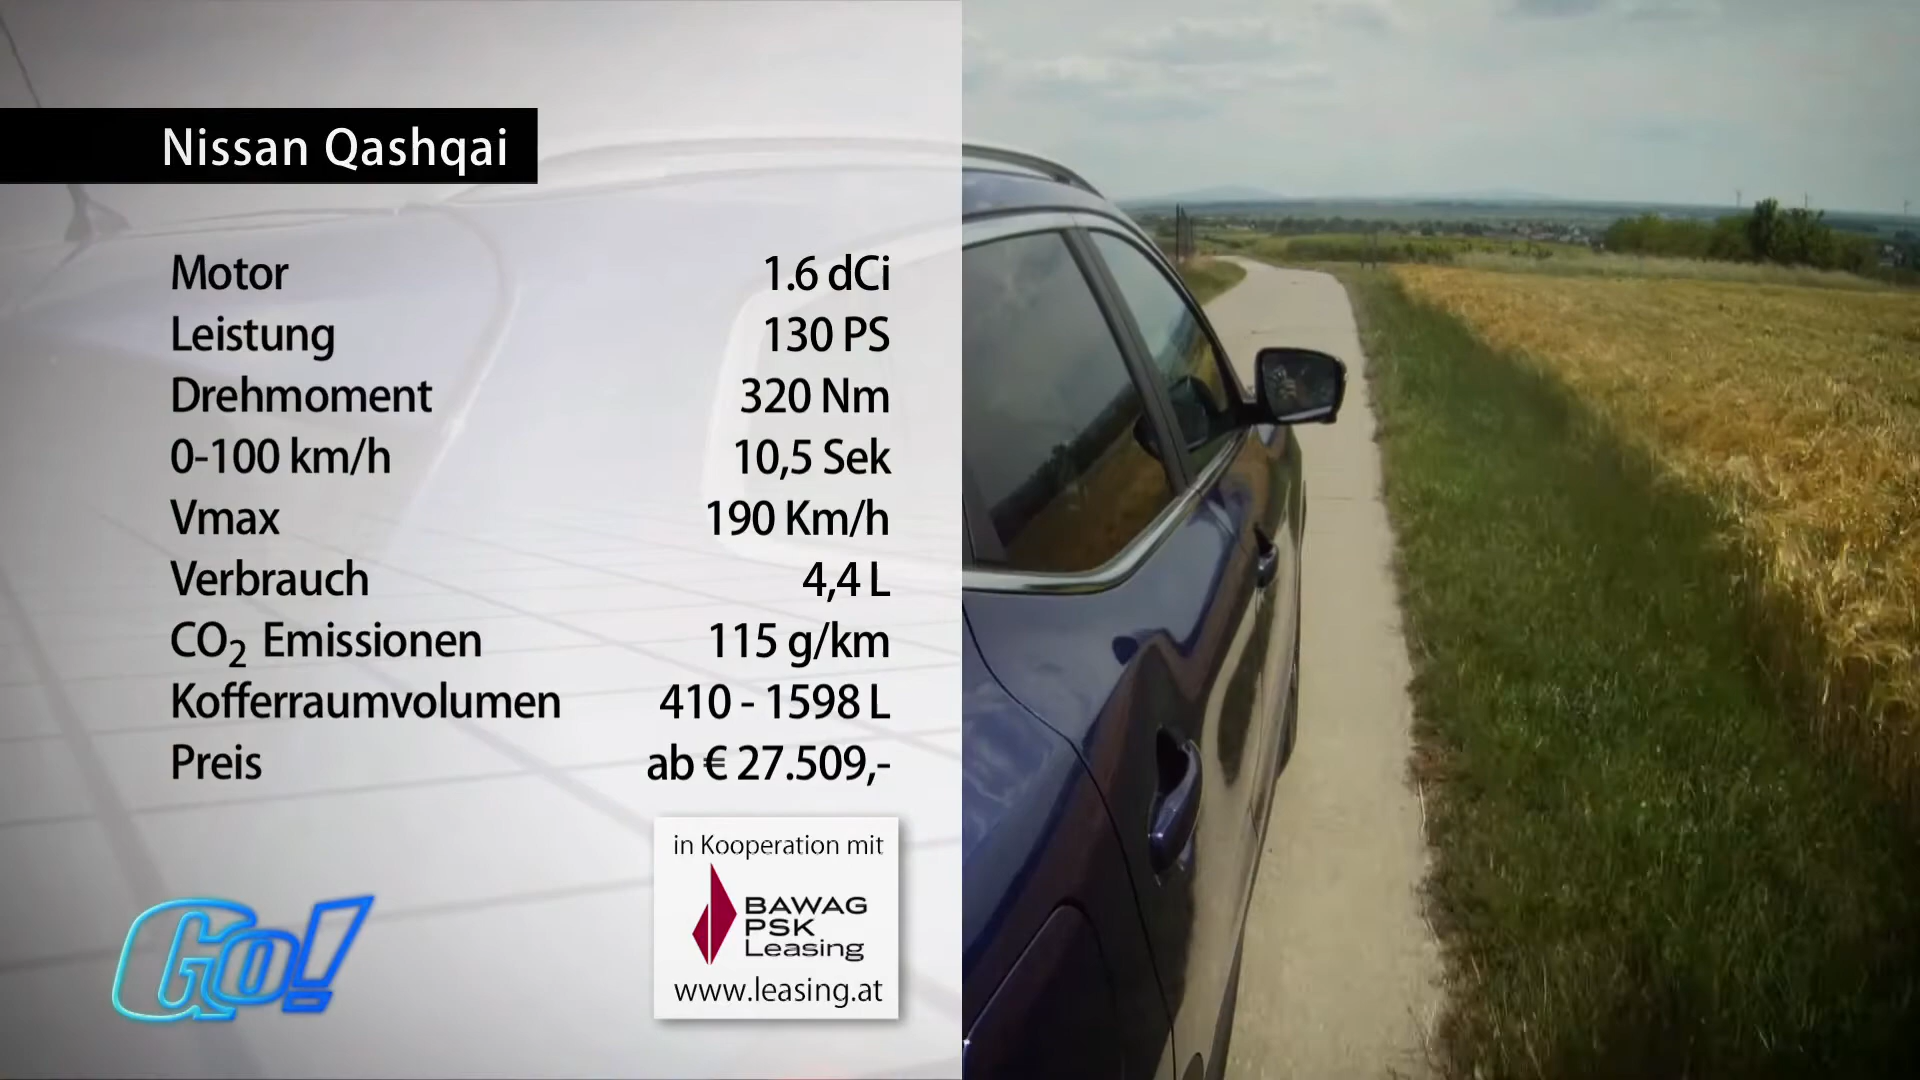 Nissan Qashqai
Motor 1.6 dCi
Leistung 130 PS
Drehmoment 320 Nm
0-100 km/h 10,5 Sek
Vmax 190 Km/h
Verbrauch 4,4 L
CO₂ Emissionen 115 g/km
Kofferraumvolumen 410 - 1598 L
Preis ab € 27.509,-
in Kooperation mit
BAWAG
PSK
Leasing
www.leasing.at
Go!